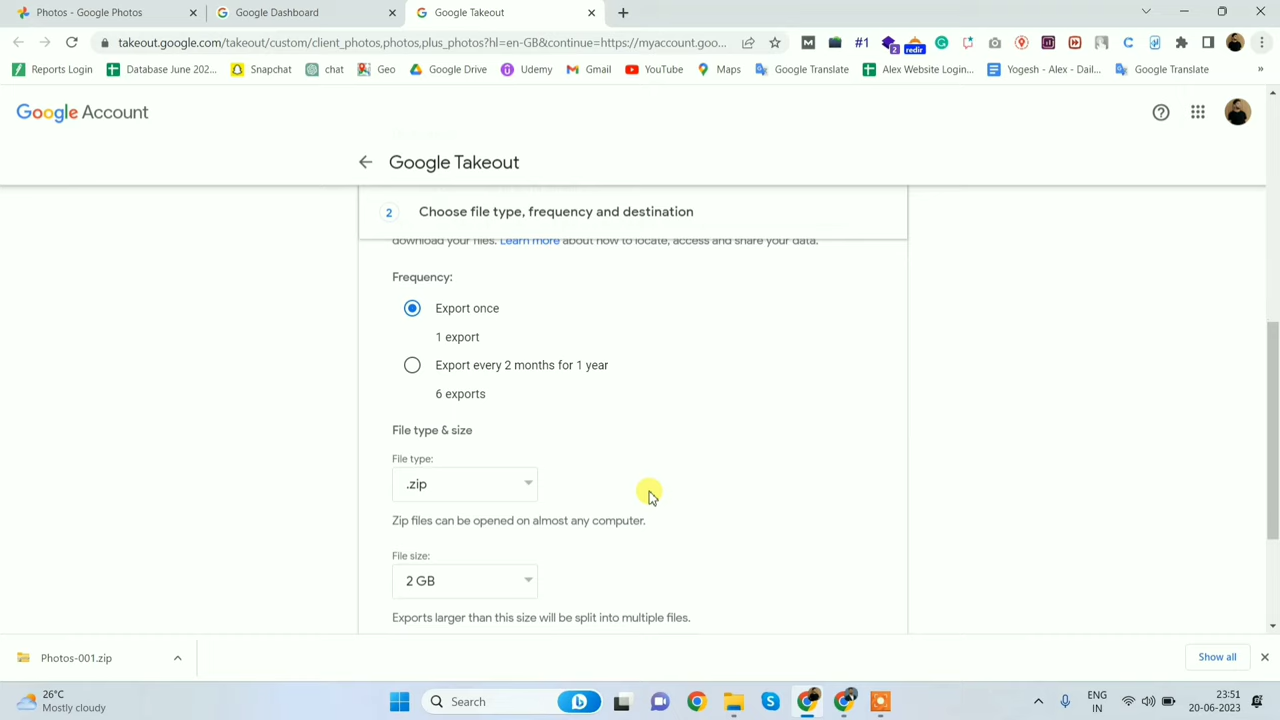 Photos - Google Photos
Google Dashboard
Google Takeout
takeout.google.com/takeout/custom/client_photos,photos,plus_photos?hl=en-GB&continue=https://myaccount.goo...
#1
2
redir
Reports Login
Database June 202...
Snapchat
chat
Geo
Google Drive
Udemy
Gmail
YouTube
Maps
Google Translate
Alex Website Login...
Yogesh - Alex - Dail...
Google Translate
»
Google Account
Google Takeout
2 Choose file type, frequency and destination
download your files. Learn more about how to locate, access and share your data.
Frequency:
Export once
1 export
Export every 2 months for 1 year
6 exports
File type & size
File type:
.zip
Zip files can be opened on almost any computer.
File size:
2 GB
Exports larger than this size will be split into multiple files.
Photos-001.zip
Show all
26°C
Mostly cloudy
Search
ENG
IN
23:51
20-06-2023